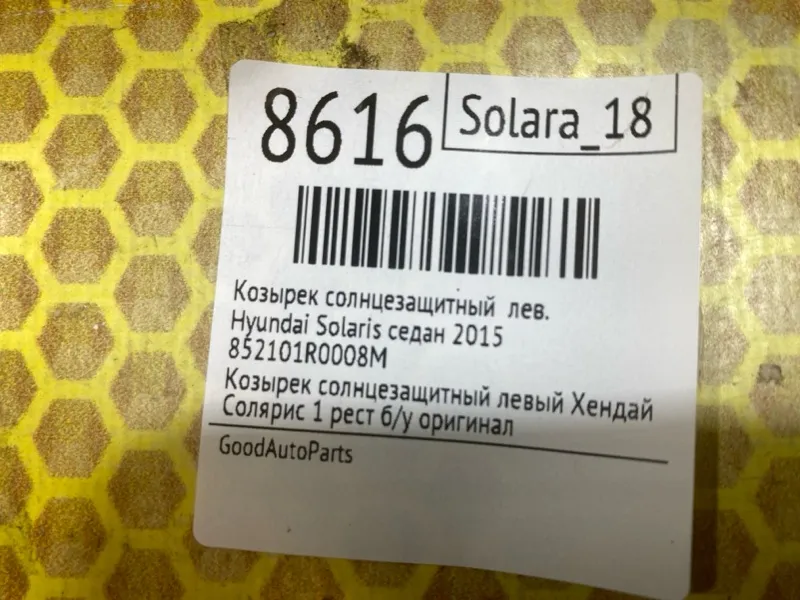 8616
Solara_18
Козырек солнцезащитный лев.
Hyundai Solaris седан 2015
852101R0008M
Козырек солнцезащитный левый Хендай
Солярис 1 рест б/у оригинал
GoodAutoParts